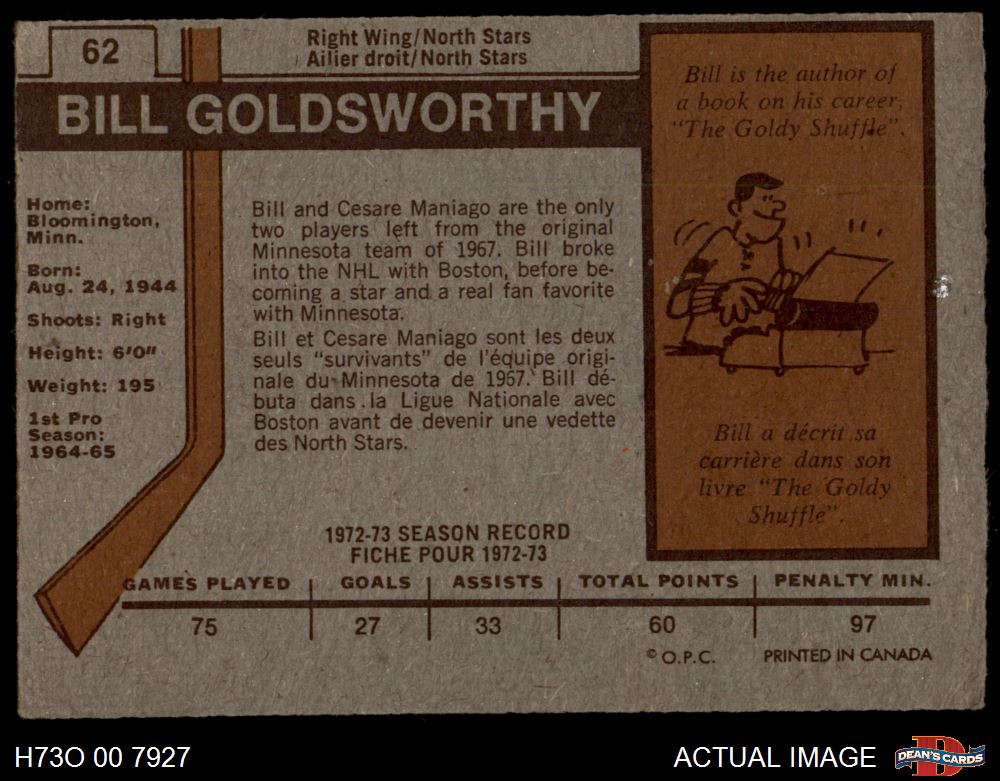 62
Right Wing/North Stars
Ailier droit/North Stars
BILL GOLDSWORTHY
Home:
Bloomington,
Minn.
Born:
Aug. 24, 1944
Shoots: Right
Height: 6'0"
Weight: 195
1st Pro
Season:
1964-65
Bill and Cesare Maniago are the only
two players left from the original
Minnesota team of 1967. Bill broke
into the NHL with Boston, before be-
coming a star and a real fan favorite
with Minnesota.
Bill et Cesare Maniago sont les deux
seuls "survivants" de l'équipe origi-
nale du Minnesota de 1967. Bill dé-
buta dans la Ligue Nationale avec
Boston avant de devenir une vedette
des North Stars.
Bill is the author of
a book on his career,
"The Goldy Shuffle".
Bill a décrit sa
carrière dans son
livre "The Goldy
Shuffle".
1972-73 SEASON RECORD
FICHE POUR 1972-73
GAMES PLAYED GOALS ASSISTS TOTAL POINTS PENALTY MIN.
75 27 33 60 97
© O.P.C. PRINTED IN CANADA
H73O 00 7927
ACTUAL IMAGE
D
DEAN'S CARDS